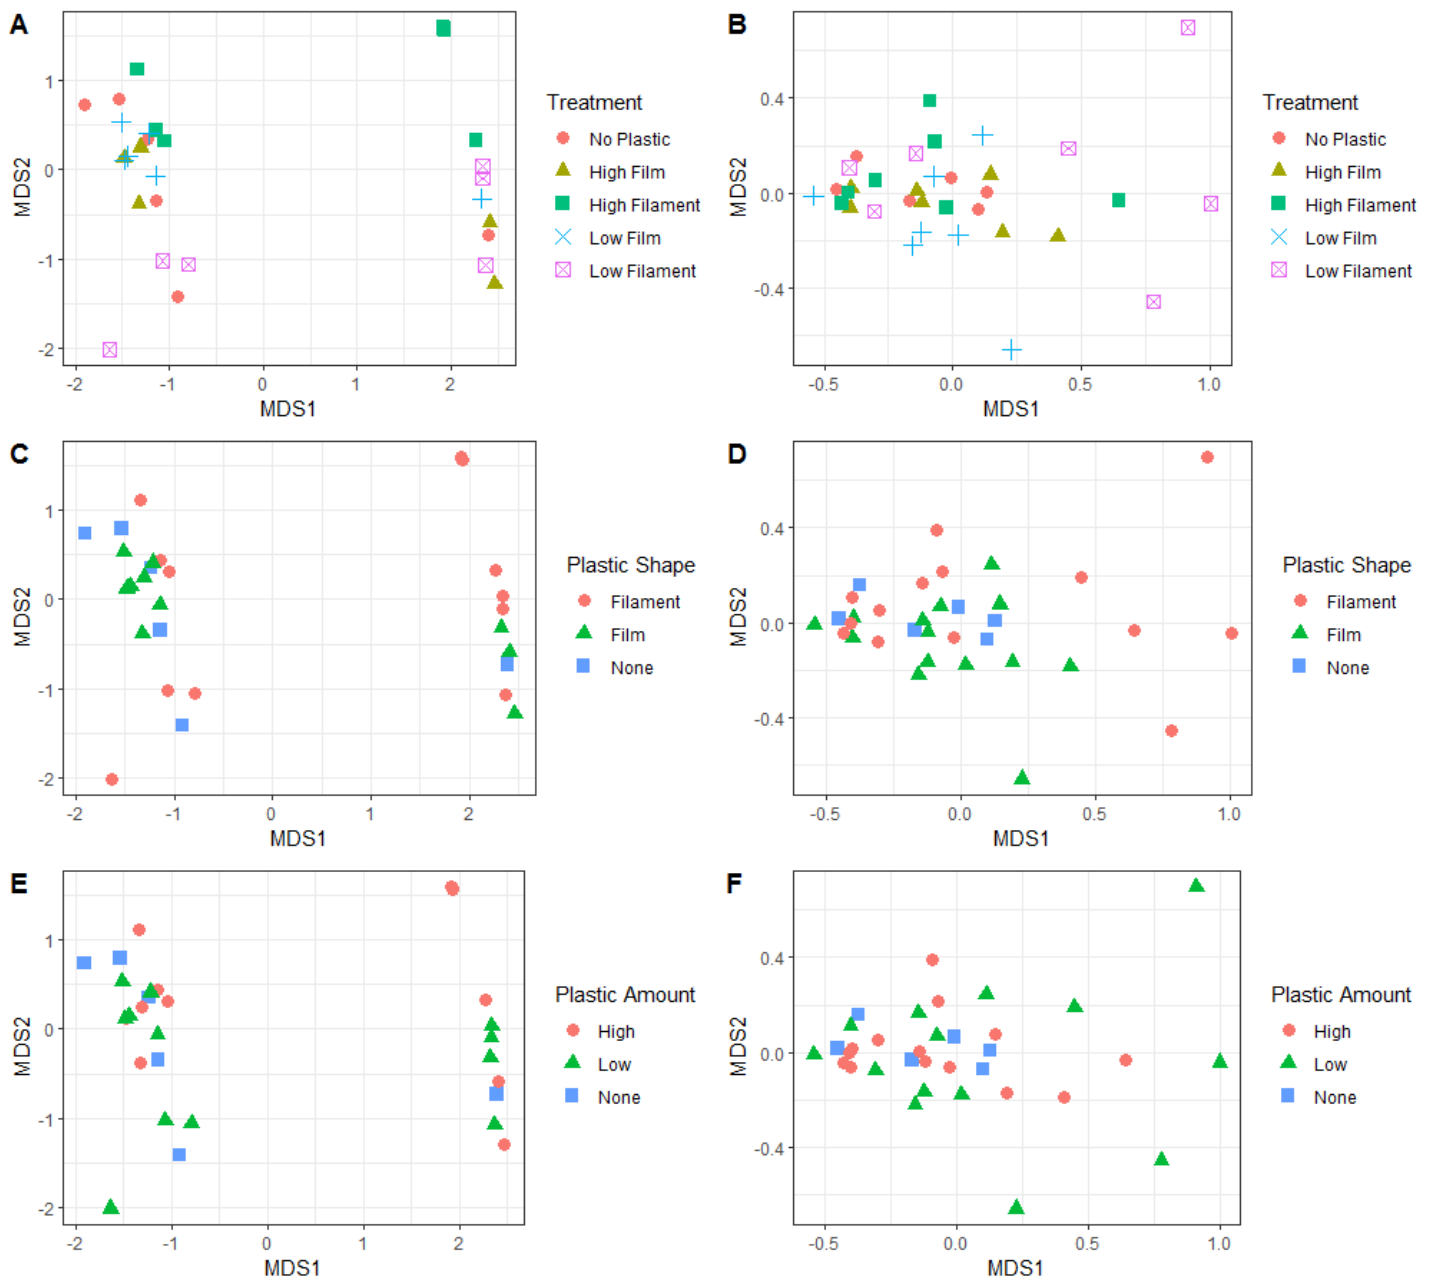 A
MDS2
1
0
-1
-2
-2
-1
0
1
2
MDS1
Treatment
No Plastic
High Film
High Filament
Low Film
Low Filament
B
MDS2
0.4
0.0
-0.4
-0.5
0.0
0.5
1.0
MDS1
Treatment
No Plastic
High Film
High Filament
Low Film
Low Filament
C
MDS2
1
0
-1
-2
-2
-1
0
1
2
MDS1
Plastic Shape
Filament
Film
None
D
MDS2
0.4
0.0
-0.4
-0.5
0.0
0.5
1.0
MDS1
Plastic Shape
Filament
Film
None
E
MDS2
1
0
-1
-2
-2
-1
0
1
2
MDS1
Plastic Amount
High
Low
None
F
MDS2
0.4
0.0
-0.4
-0.5
0.0
0.5
1.0
MDS1
Plastic Amount
High
Low
None